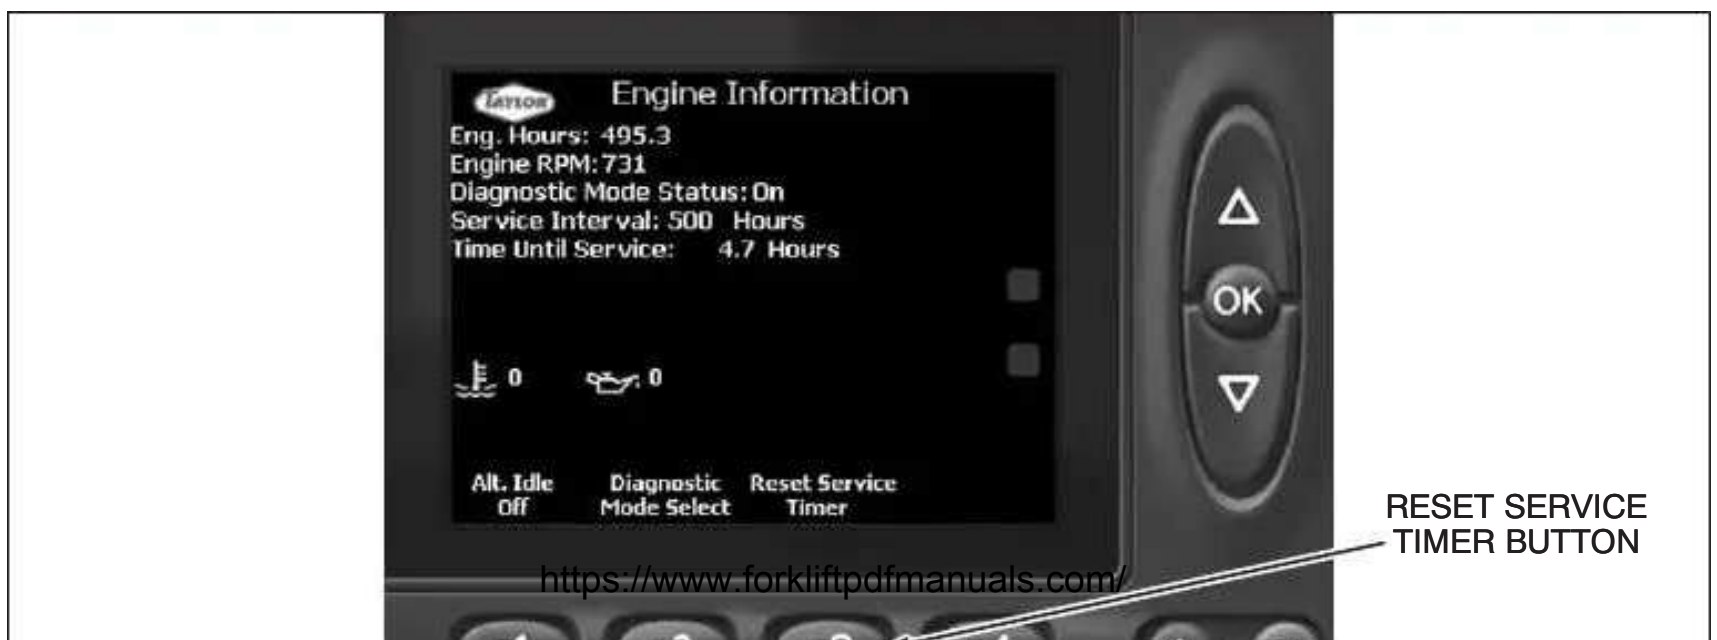 TAYLOR
Engine Information
Eng. Hours: 495.3
Engine RPM: 731
Diagnostic Mode Status: On
Service Interval: 500 Hours
Time Until Service: 4.7 Hours
0
0
OK
Alt. Idle
Off
Diagnostic
Mode Select
Reset Service
Timer
RESET SERVICE
TIMER BUTTON
https://www.forkliftpdfmanuals.com/